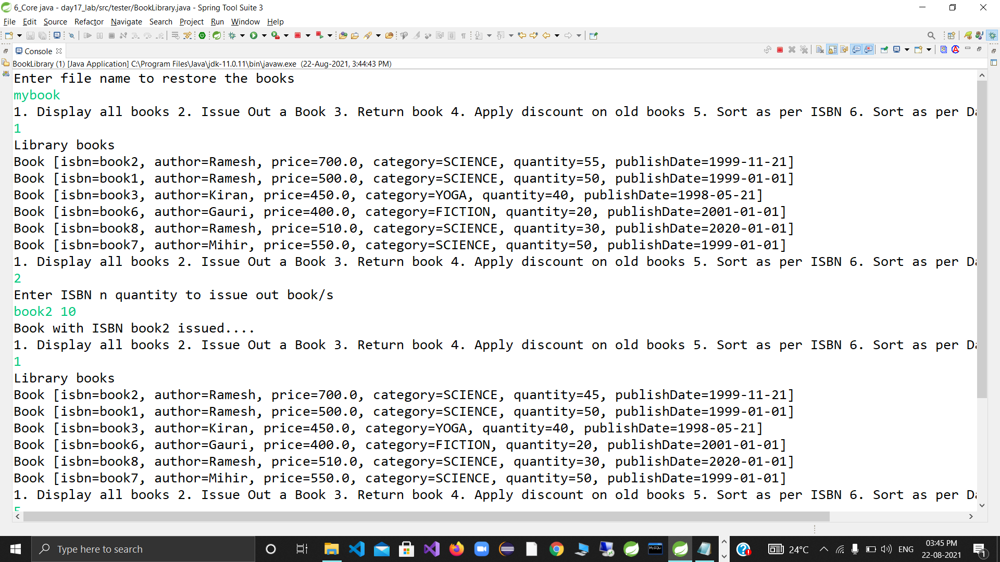 6_Core java - day17_lab/src/tester/BookLibrary.java - Spring Tool Suite 3
File Edit Source Refactor Navigate Search Project Run Window Help
Console
BookLibrary (1) [Java Application] C:\Program Files\Java\jdk-11.0.11\bin\javaw.exe (22-Aug-2021, 3:44:43 PM)
Enter file name to restore the books
mybook
1. Display all books 2. Issue Out a Book 3. Return book 4. Apply discount on old books 5. Sort as per ISBN 6. Sort as per Da
1
Library books
Book [isbn=book2, author=Ramesh, price=700.0, category=SCIENCE, quantity=55, publishDate=1999-11-21]
Book [isbn=book1, author=Ramesh, price=500.0, category=SCIENCE, quantity=50, publishDate=1999-01-01]
Book [isbn=book3, author=Kiran, price=450.0, category=YOGA, quantity=40, publishDate=1998-05-21]
Book [isbn=book6, author=Gauri, price=400.0, category=FICTION, quantity=20, publishDate=2001-01-01]
Book [isbn=book8, author=Ramesh, price=510.0, category=SCIENCE, quantity=30, publishDate=2020-01-01]
Book [isbn=book7, author=Mihir, price=550.0, category=SCIENCE, quantity=50, publishDate=1999-01-01]
1. Display all books 2. Issue Out a Book 3. Return book 4. Apply discount on old books 5. Sort as per ISBN 6. Sort as per Da
2
Enter ISBN n quantity to issue out book/s
book2 10
Book with ISBN book2 issued....
1. Display all books 2. Issue Out a Book 3. Return book 4. Apply discount on old books 5. Sort as per ISBN 6. Sort as per Da
1
Library books
Book [isbn=book2, author=Ramesh, price=700.0, category=SCIENCE, quantity=45, publishDate=1999-11-21]
Book [isbn=book1, author=Ramesh, price=500.0, category=SCIENCE, quantity=50, publishDate=1999-01-01]
Book [isbn=book3, author=Kiran, price=450.0, category=YOGA, quantity=40, publishDate=1998-05-21]
Book [isbn=book6, author=Gauri, price=400.0, category=FICTION, quantity=20, publishDate=2001-01-01]
Book [isbn=book8, author=Ramesh, price=510.0, category=SCIENCE, quantity=30, publishDate=2020-01-01]
Book [isbn=book7, author=Mihir, price=550.0, category=SCIENCE, quantity=50, publishDate=1999-01-01]
1. Display all books 2. Issue Out a Book 3. Return book 4. Apply discount on old books 5. Sort as per ISBN 6. Sort as per Da
Type here to search
MySQL
24°C
ENG
03:45 PM
22-08-2021
1